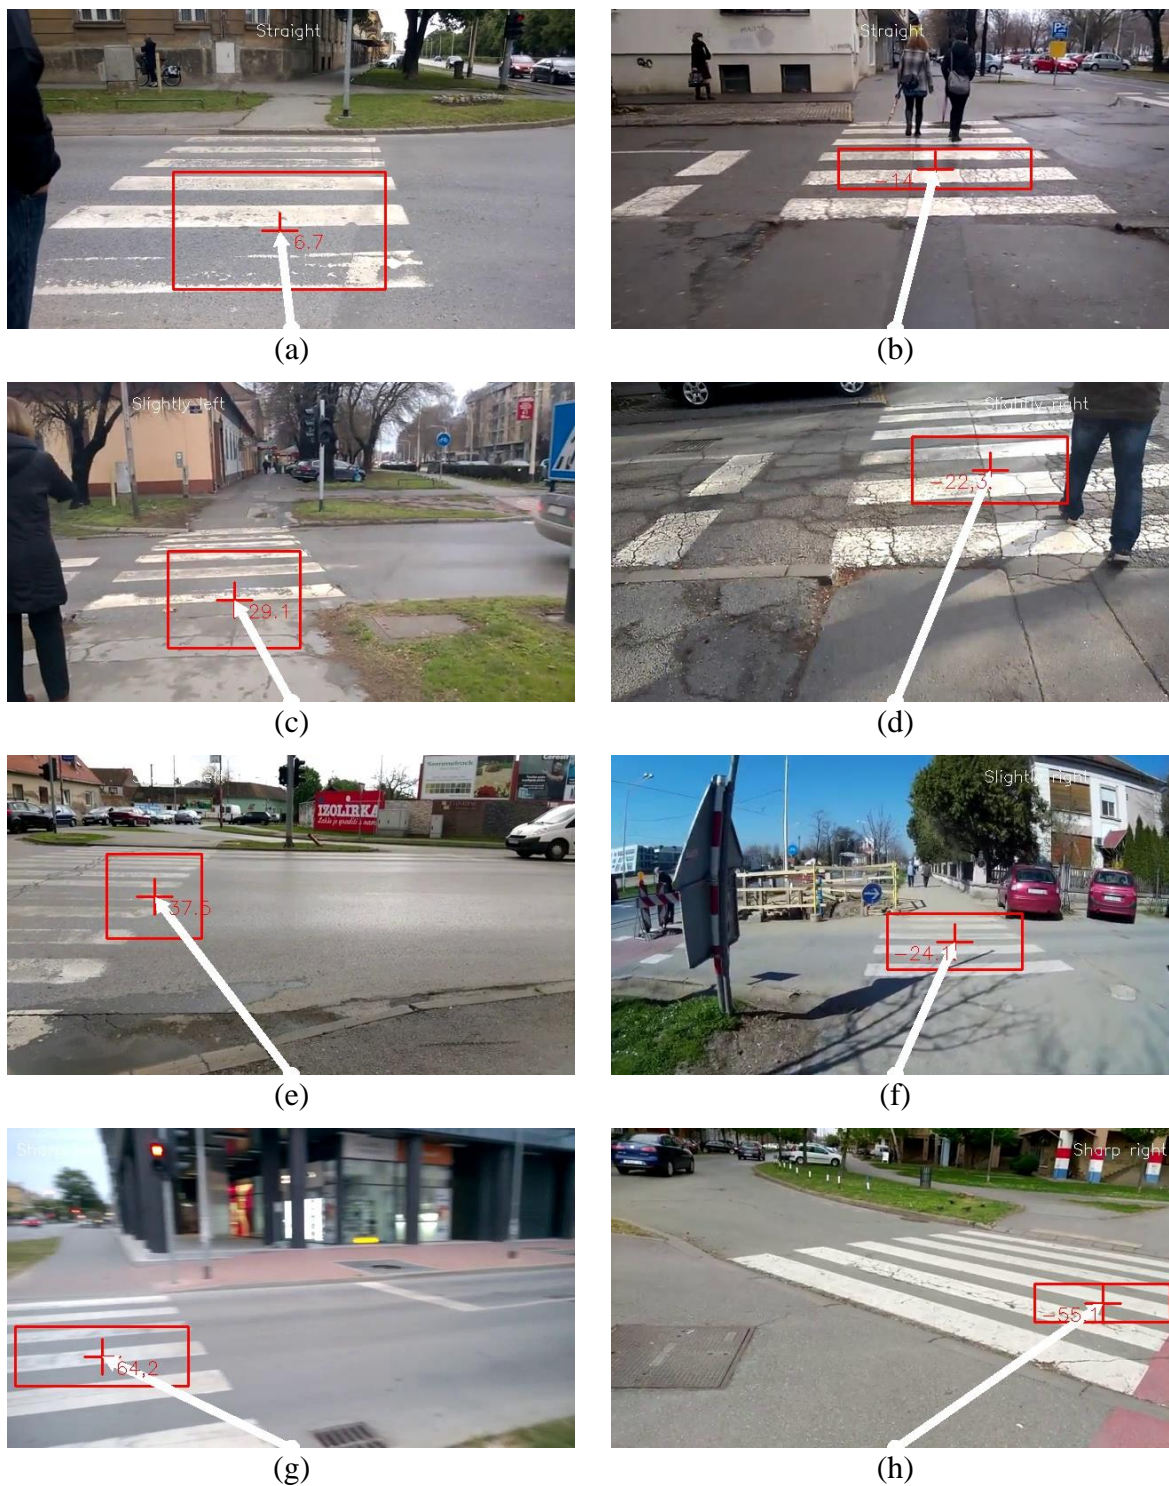 Straight
6.7
(a)
Straight
-14
(b)
Slightly left
29.1
(c)
Slightly right
-22,3
(d)
IZOLIRKA
37.5
(e)
Slightly right
-24.1
(f)
64,2
(g)
Sharp right
-55,1
(h)